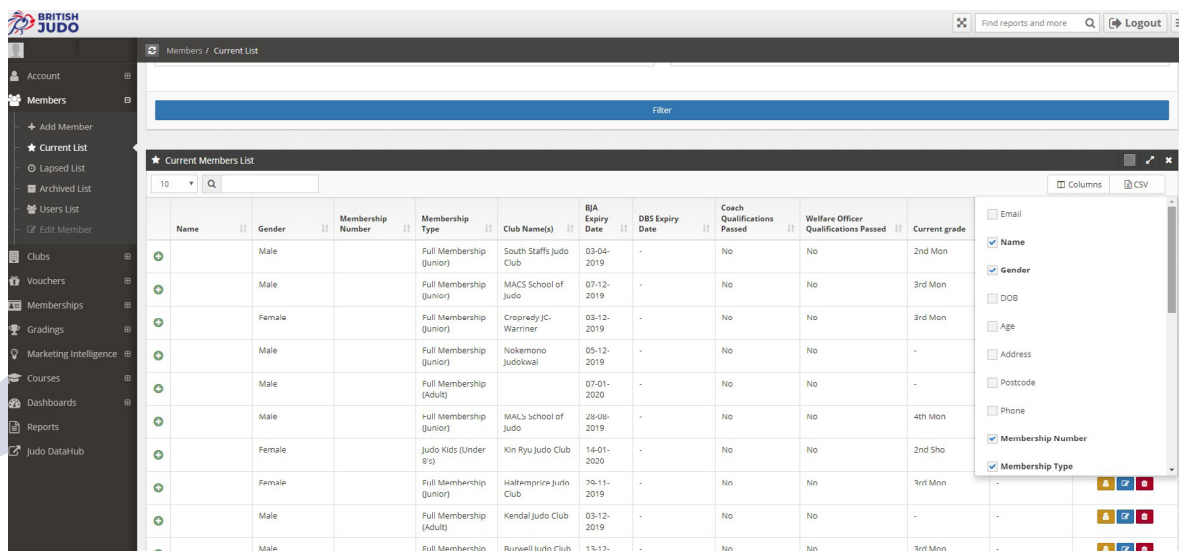 BRITISH
JUDO
Find reports and more
Logout
Members / Current List
Account
Members
Add Member
Current List
Lapsed List
Archived List
Users List
Edit Member
Clubs
Vouchers
Memberships
Gradings
Marketing Intelligence
Courses
Dashboards
Reports
Judo DataHub
Filter
Current Members List
10
Columns
CSV
Name Gender Membership Number Membership Type Club Name(s) BJA Expiry Date DBS Expiry Date Coach Qualifications Passed Welfare Officer Qualifications Passed Current grade
Male Full Membership (Junior) South Staffs Judo Club 03-04-2019 - No No 2nd Mon
Male Full Membership (Junior) MACS School of Judo 07-12-2019 - No No 3rd Mon
Female Full Membership (Junior) Cropredy JC-Warriner 03-12-2019 - No No 3rd Mon
Male Full Membership (Junior) Nokemono Judokwai 05-12-2019 - No No -
Male Full Membership (Adult) 07-01-2020 - No No -
Male Full Membership (Junior) MACS School of Judo 28-08-2019 - No No 4th Mon
Female Judo Kids (Under 8's) Kin Ryu Judo Club 14-01-2020 - No No 2nd Sho
Female Full Membership (Junior) Haltemprice Judo Club 29-11-2019 - No No 3rd Mon -
Male Full Membership (Adult) Kendal Judo Club 03-12-2019 - No No - -
Male Full Membership Burwell Judo Club 13-12- No No 3rd Mon
Email
Name
Gender
DOB
Age
Address
Postcode
Phone
Membership Number
Membership Type